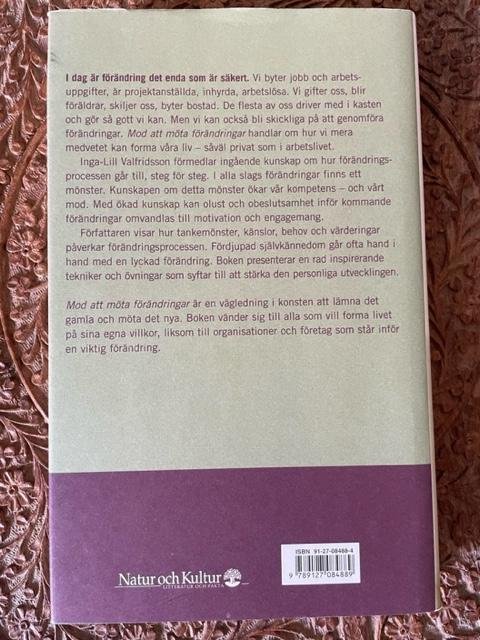 I dag är förändring det enda som är säkert. Vi byter jobb och arbets-
uppgifter, är projektanställda, inhyrda, arbetslösa. Vi gifter oss, blir
föräldrar, skiljer oss, byter bostad. De flesta av oss driver med i kasten
och gör så gott vi kan. Men vi kan också bli skickliga på att genomföra
förändringar. Mod att möta förändringar handlar om hur vi mera
medvetet kan forma våra liv – såväl privat som i arbetslivet.
Inga-Lill Valfridsson förmedlar ingående kunskap om hur förändrings-
processen går till, steg för steg. I alla slags förändringar finns ett
mönster. Kunskapen om detta mönster ökar vår kompetens – och vårt
mod. Med ökad kunskap kan olust och obeslutsamhet inför kommande
förändringar omvandlas till motivation och engagemang.
Författaren visar hur tankemönster, känslor, behov och värderingar
påverkar förändringsprocessen. Fördjupad självkännedom går ofta hand i
hand med en lyckad förändring. Boken presenterar en rad inspirerande
tekniker och övningar som syftar till att stärka den personliga utvecklingen.
Mod att möta förändringar är en vägledning i konsten att lämna det
gamla och möta det nya. Boken vänder sig till alla som vill forma livet
på sina egna villkor, liksom till organisationer och företag som står inför
en viktig förändring.
ISBN 91-27-08488-4
9 789127 084889
Natur och Kultur
LITTERATUR OCH FAKTA